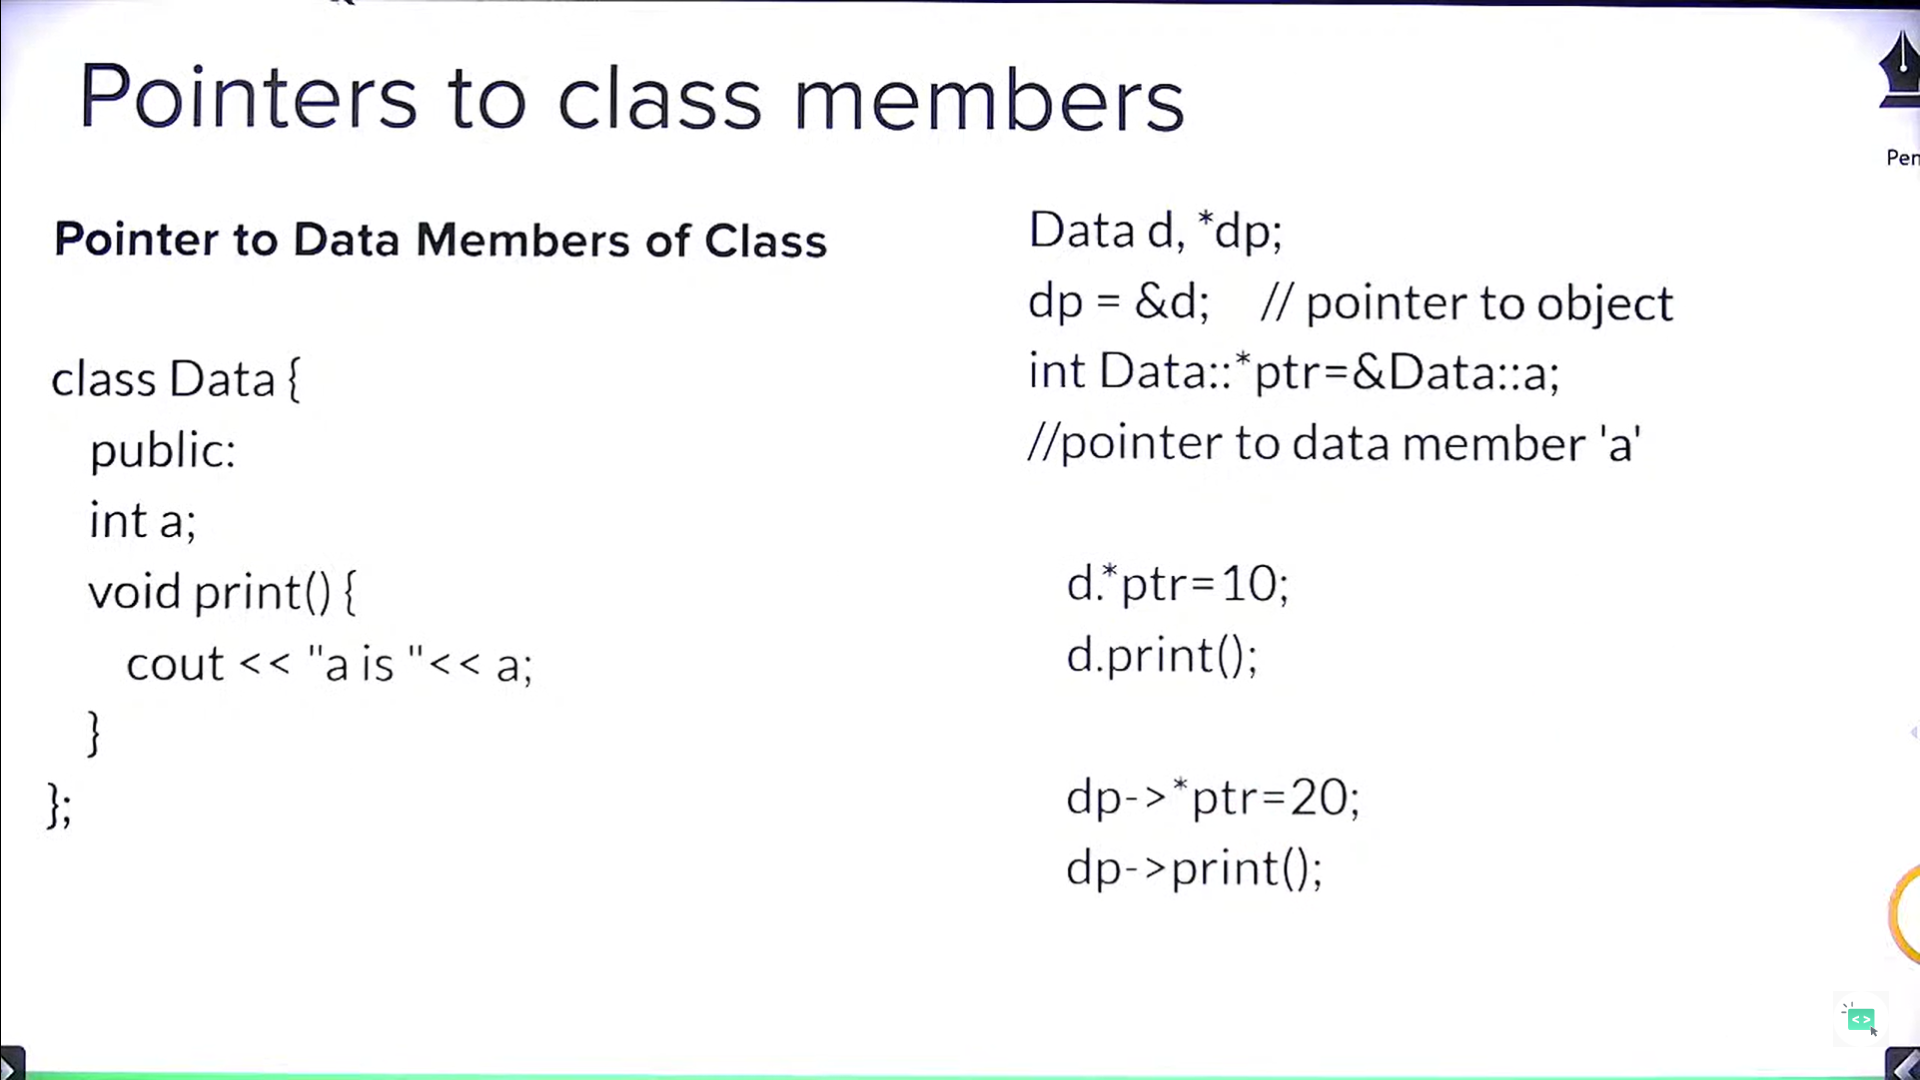 Pointers to class members
Pen
Pointer to Data Members of Class
class Data {
public:
int a;
void print() {
cout << "a is "<< a;
}
};
Data d, *dp;
dp = &d; // pointer to object
int Data::*ptr=&Data::a;
//pointer to data member 'a'
d.*ptr=10;
d.print();
dp->*ptr=20;
dp->print();
< >